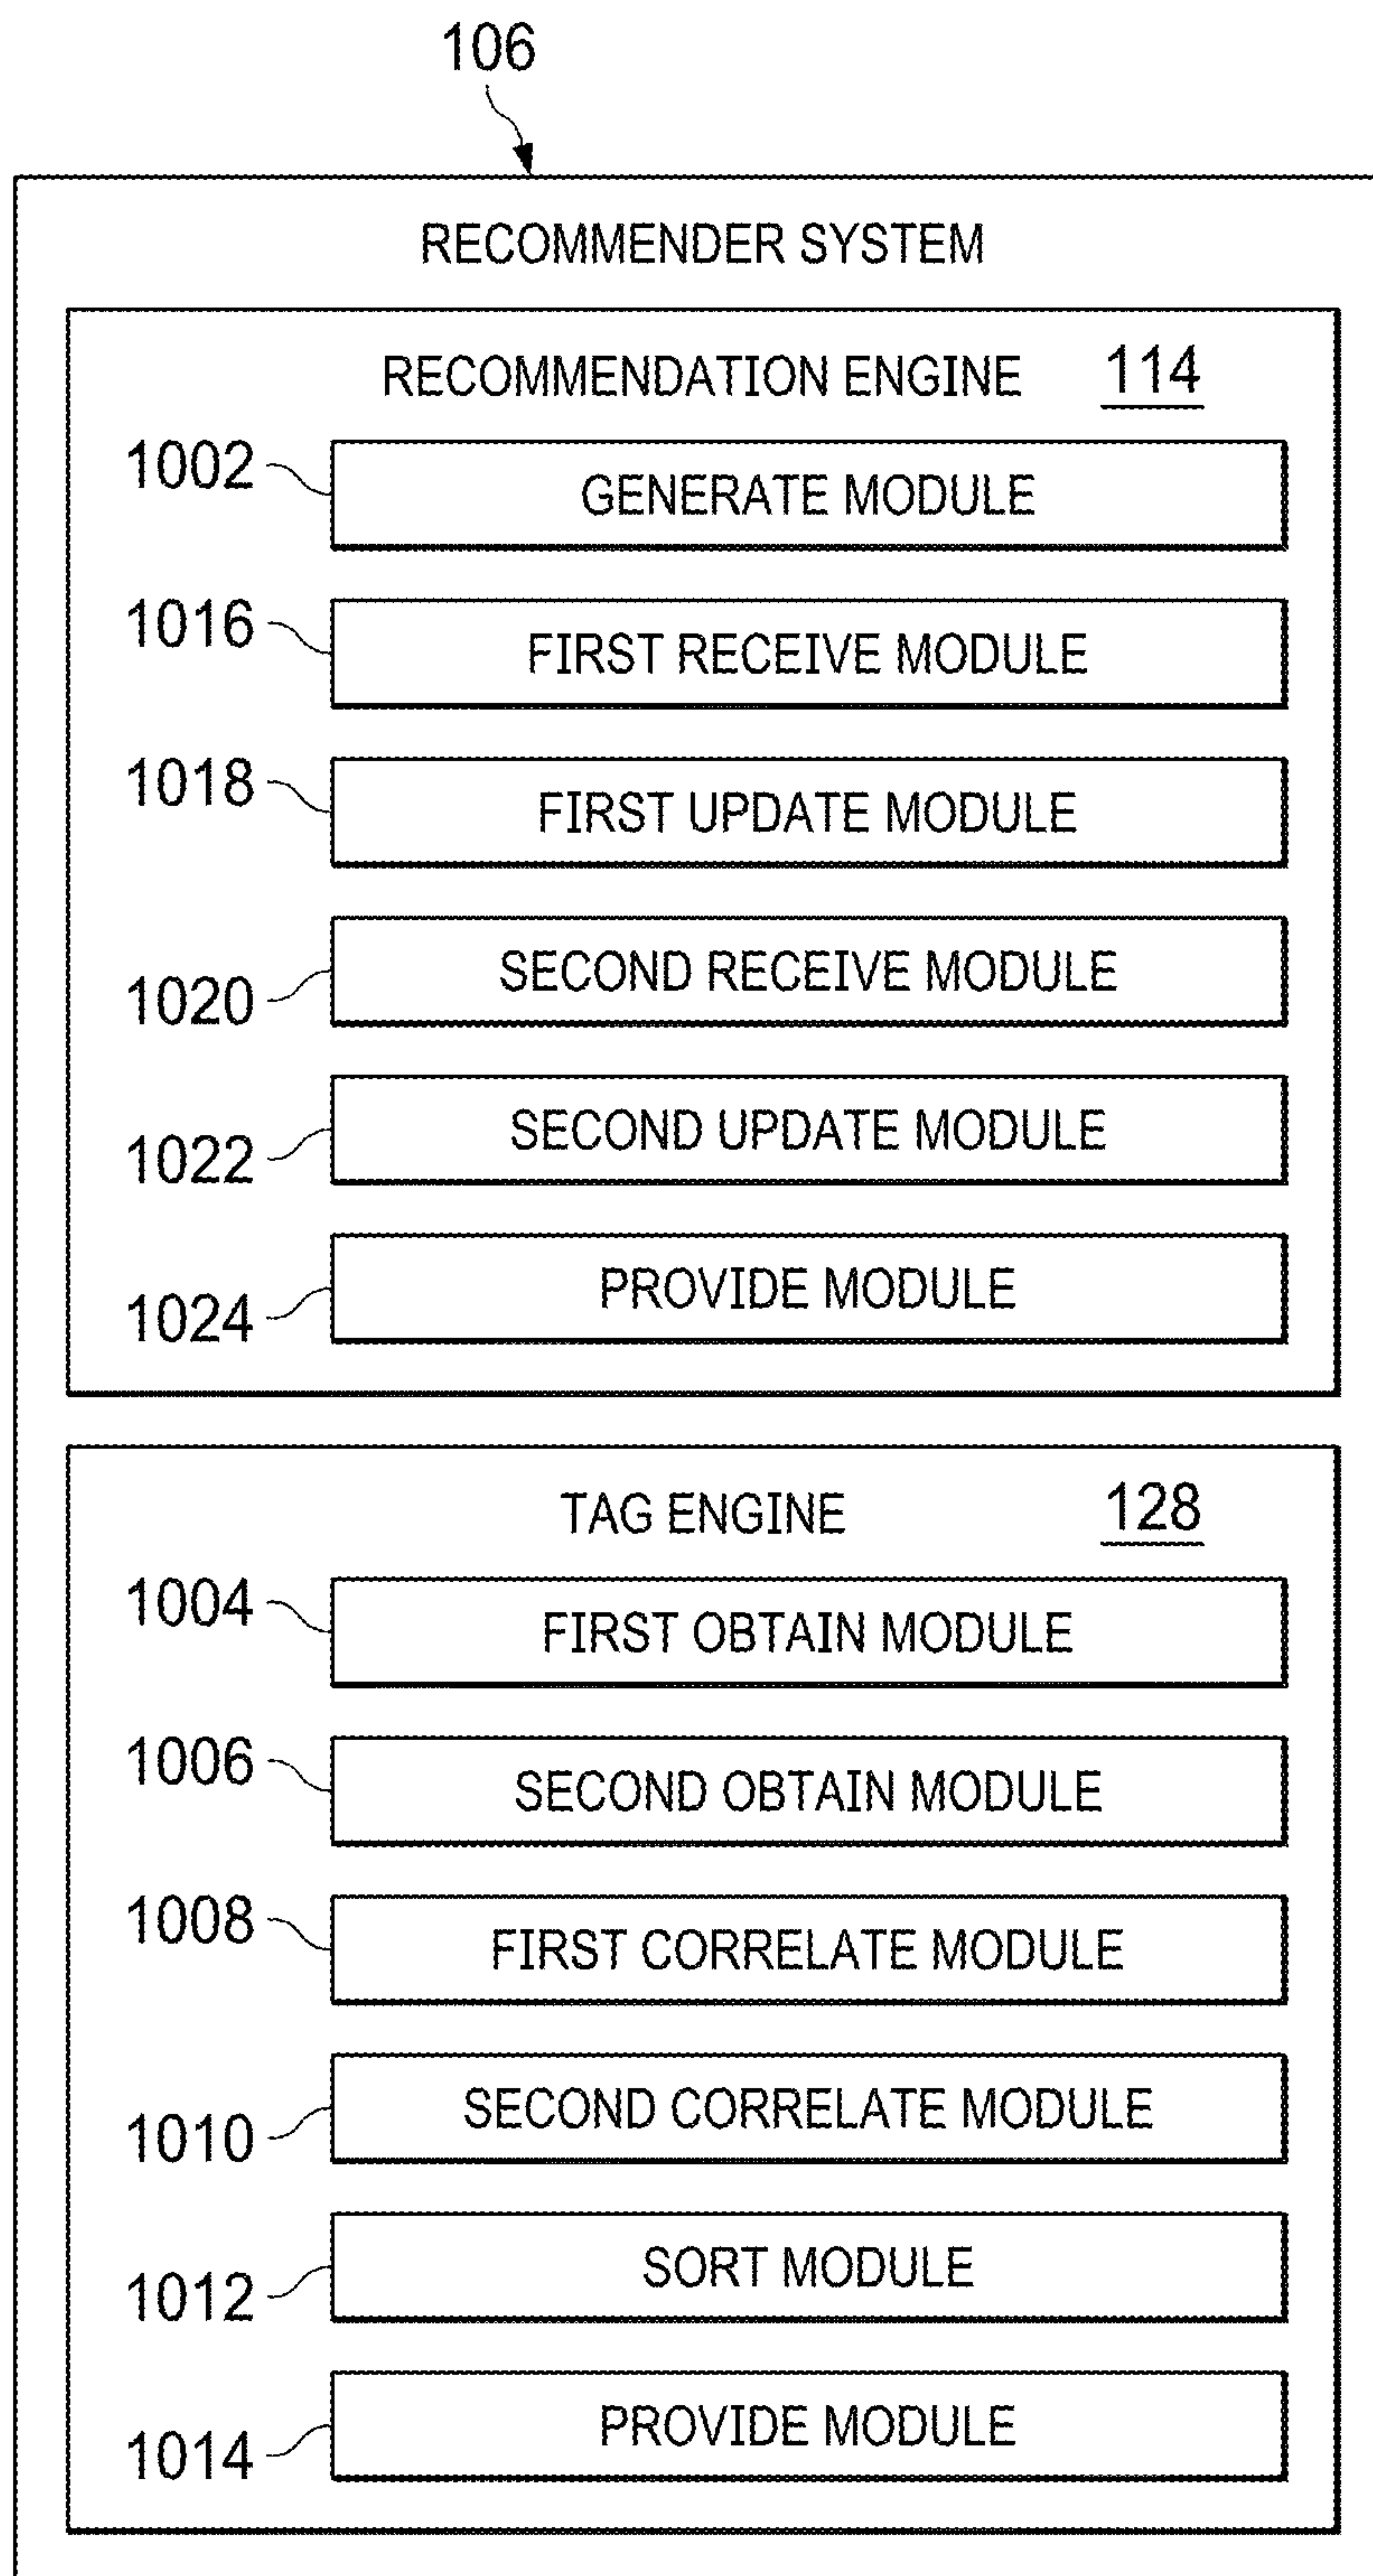 106
RECOMMENDER SYSTEM
RECOMMENDATION ENGINE 114
1002 GENERATE MODULE
1016 FIRST RECEIVE MODULE
1018 FIRST UPDATE MODULE
1020 SECOND RECEIVE MODULE
1022 SECOND UPDATE MODULE
1024 PROVIDE MODULE
TAG ENGINE 128
1004 FIRST OBTAIN MODULE
1006 SECOND OBTAIN MODULE
1008 FIRST CORRELATE MODULE
1010 SECOND CORRELATE MODULE
1012 SORT MODULE
1014 PROVIDE MODULE